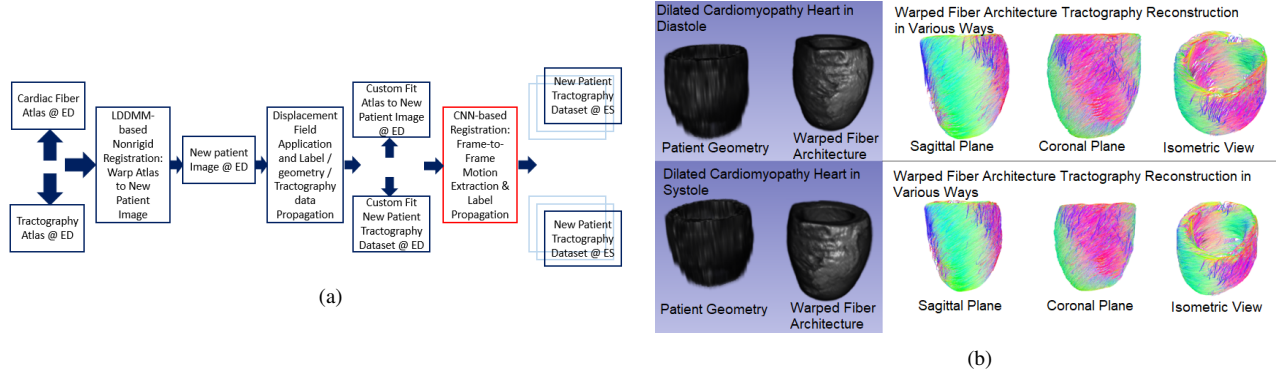 Cardiac Fiber
Atlas @ ED
Tractography
Atlas @ ED
LDDMM-
based
Nonrigid
Registration:
Warp Atlas
to New
Patient
Image
New patient
Image @ ED
Displacement
Field
Application
and Label /
geometry /
Tractography
data
Propagation
Custom Fit
Atlas to New
Patient Image
@ ED
Custom Fit
New Patient
Tractography
Dataset @ ED
CNN-based
Registration:
Frame-to-
Frame
Motion
Extraction &
Label
Propagation
New Patient
Tractography
Dataset @ ES
New Patient
Tractography
Dataset @ ES
(a)
Dilated Cardiomyopathy Heart in
Diastole
Patient Geometry
Warped Fiber
Architecture
Warped Fiber Architecture Tractography Reconstruction
in Various Ways
Sagittal Plane
Coronal Plane
Isometric View
Dilated Cardiomyopathy Heart in
Systole
Patient Geometry
Warped Fiber
Architecture
Warped Fiber Architecture Tractography Reconstruction in
Various Ways
Sagittal Plane
Coronal Plane
Isometric View
(b)